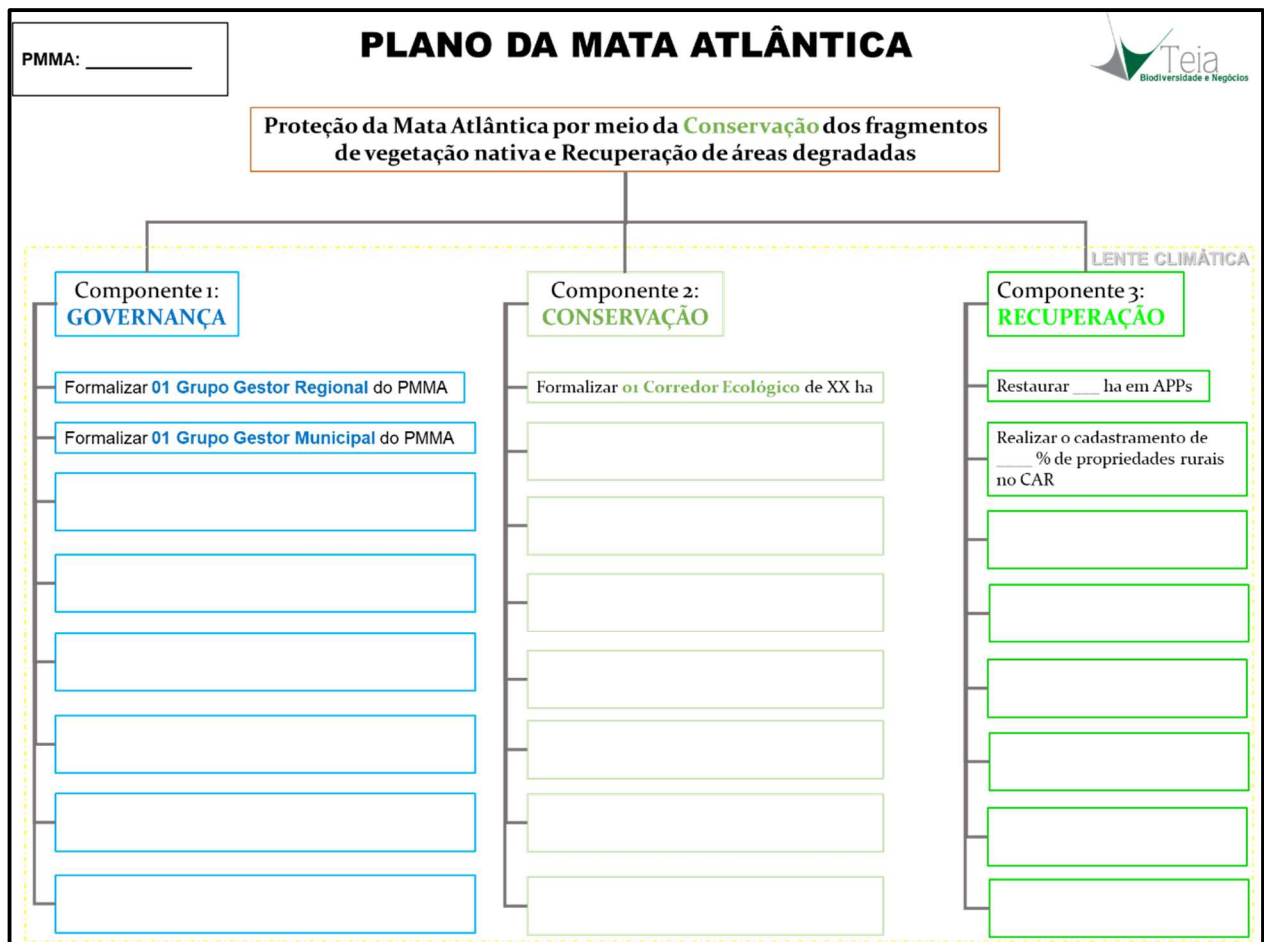 PMMA: ___________
PLANO DA MATA ATLÂNTICA
Teia
Biodiversidade e Negócios
Proteção da Mata Atlântica por meio da Conservação dos fragmentos
de vegetação nativa e Recuperação de áreas degradadas
LENTE CLIMÁTICA
Componente 1:
GOVERNANÇA
Formalizar 01 Grupo Gestor Regional do PMMA
Formalizar 01 Grupo Gestor Municipal do PMMA
Componente 2:
CONSERVAÇÃO
Formalizar 01 Corredor Ecológico de XX ha
Componente 3:
RECUPERAÇÃO
Restaurar ___ ha em APPs
Realizar o cadastramento de
____ % de propriedades rurais
no CAR